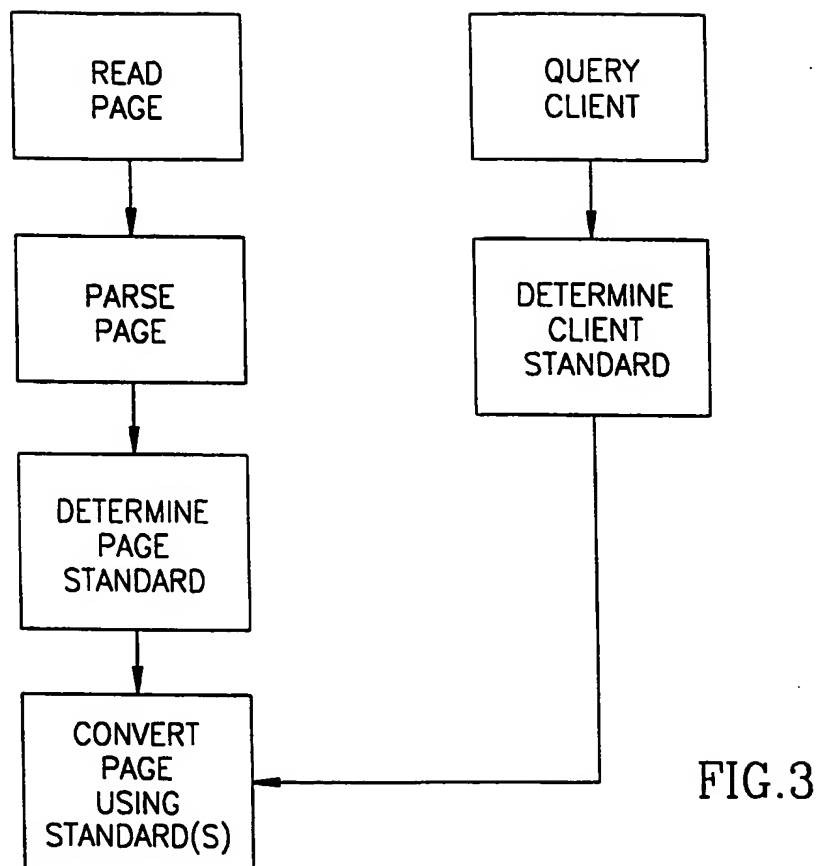 READ
PAGE
QUERY
CLIENT
PARSE
PAGE
DETERMINE
CLIENT
STANDARD
DETERMINE
PAGE
STANDARD
CONVERT
PAGE
USING
STANDARD(S)
FIG.3